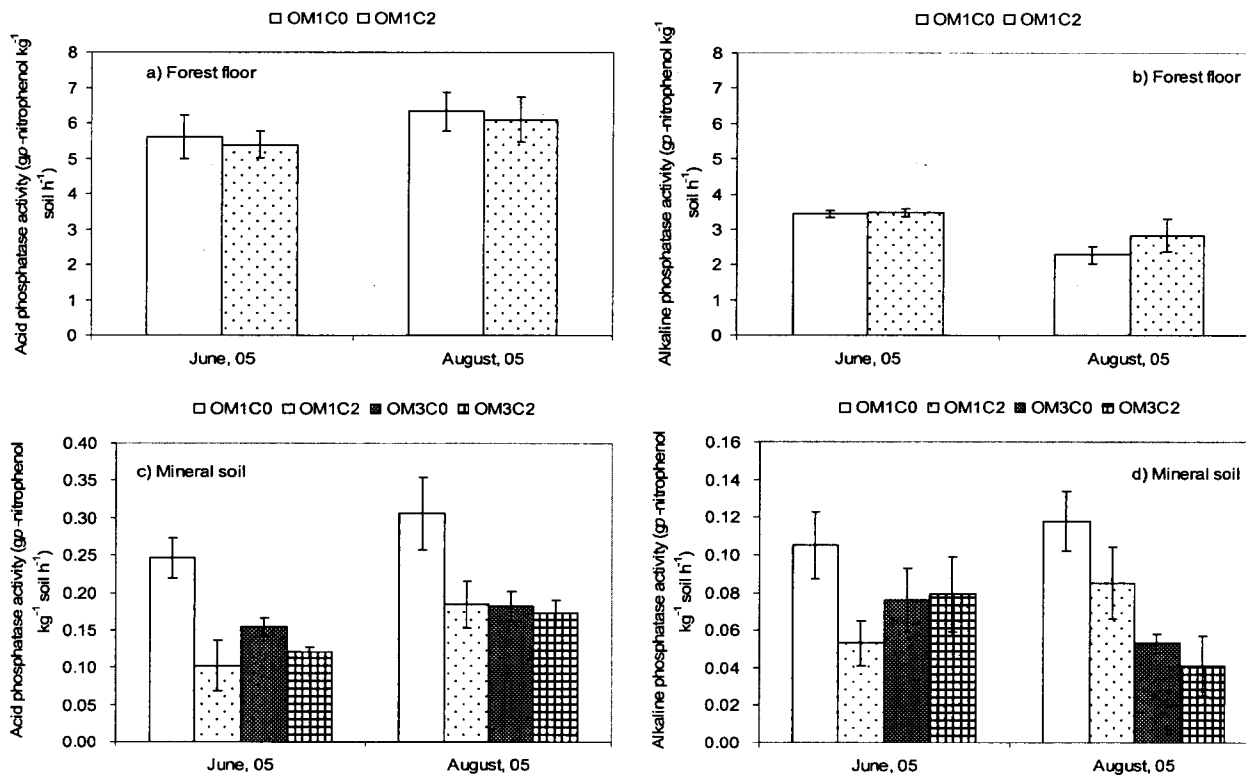 □ OM1C0 □ OM1C2
Acid phosphatase activity (gp-nitrophenol kg⁻¹
soil h⁻¹)
8
7
6
5
4
3
2
1
0
a) Forest floor
June, 05 August, 05
□ OM1C0 □ OM1C2
Alkaline phosphatase activity (gp-nitrophenol kg⁻¹
soil h⁻¹)
8
7
6
5
4
3
2
1
0
b) Forest floor
June, 05 August, 05
□ OM1C0 □ OM1C2 ■ OM3C0 ▦ OM3C2
Acid phosphatase activity (gp-nitrophenol
kg⁻¹ soil h⁻¹)
0.40
0.35
0.30
0.25
0.20
0.15
0.10
0.05
0.00
c) Mineral soil
June, 05 August, 05
□ OM1C0 □ OM1C2 ■ OM3C0 ▦ OM3C2
Alkaline phosphatase activity (gp-nitrophenol
kg⁻¹ soil h⁻¹)
0.16
0.14
0.12
0.10
0.08
0.06
0.04
0.02
0.00
d) Mineral soil
June, 05 August, 05